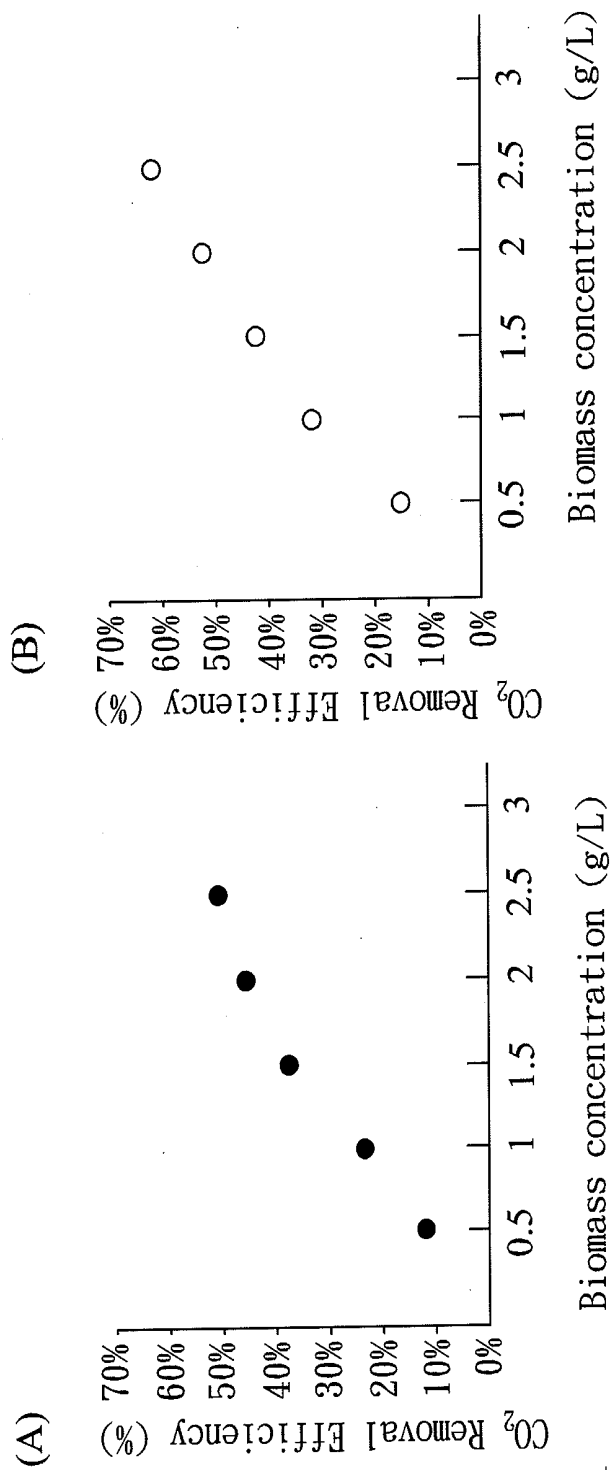 (A)
CO₂ Removal Efficiency (%)
70%
60%
50%
40%
30%
20%
10%
0%
0.5 1 1.5 2 2.5 3
Biomass concentration (g/L)
(B)
CO₂ Removal Efficiency (%)
70%
60%
50%
40%
30%
20%
10%
0%
0.5 1 1.5 2 2.5 3
Biomass concentration (g/L)